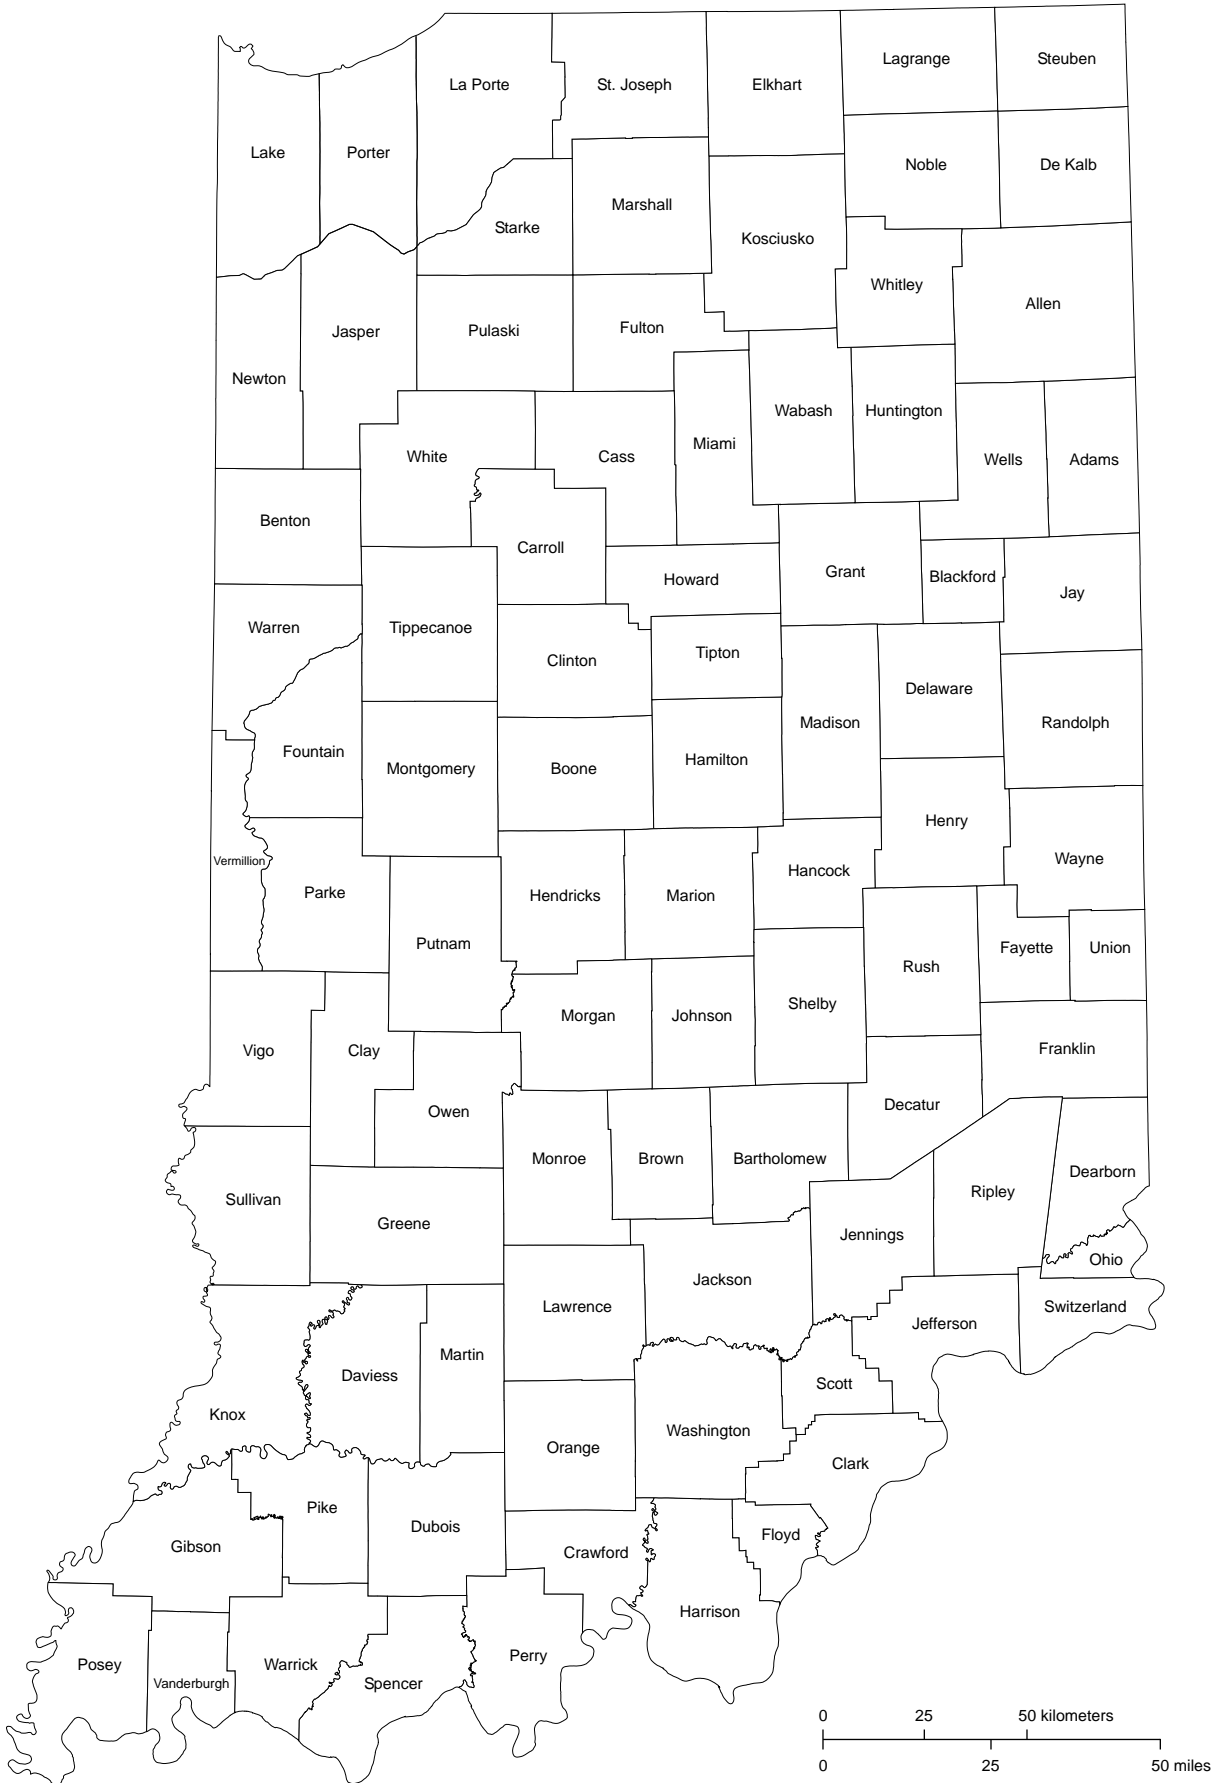 Lagrange
Steuben
La Porte
St. Joseph
Elkhart
Lake
Porter
Noble
De Kalb
Marshall
Starke
Kosciusko
Whitley
Allen
Jasper
Pulaski
Fulton
Newton
Wabash
Huntington
Miami
White
Cass
Wells
Adams
Benton
Carroll
Howard
Grant
Blackford
Jay
Warren
Tippecanoe
Clinton
Tipton
Delaware
Madison
Randolph
Fountain
Montgomery
Boone
Hamilton
Henry
Vermillion
Wayne
Hancock
Parke
Hendricks
Marion
Putnam
Fayette
Union
Rush
Shelby
Morgan
Johnson
Vigo
Clay
Franklin
Owen
Decatur
Monroe
Brown
Bartholomew
Dearborn
Sullivan
Ripley
Greene
Jennings
Ohio
Jackson
Lawrence
Switzerland
Jefferson
Martin
Daviess
Scott
Knox
Washington
Orange
Clark
Pike
Dubois
Floyd
Gibson
Crawford
Harrison
Perry
Posey
Warrick
Vanderburgh
Spencer
0 25 50 kilometers
0 25 50 miles